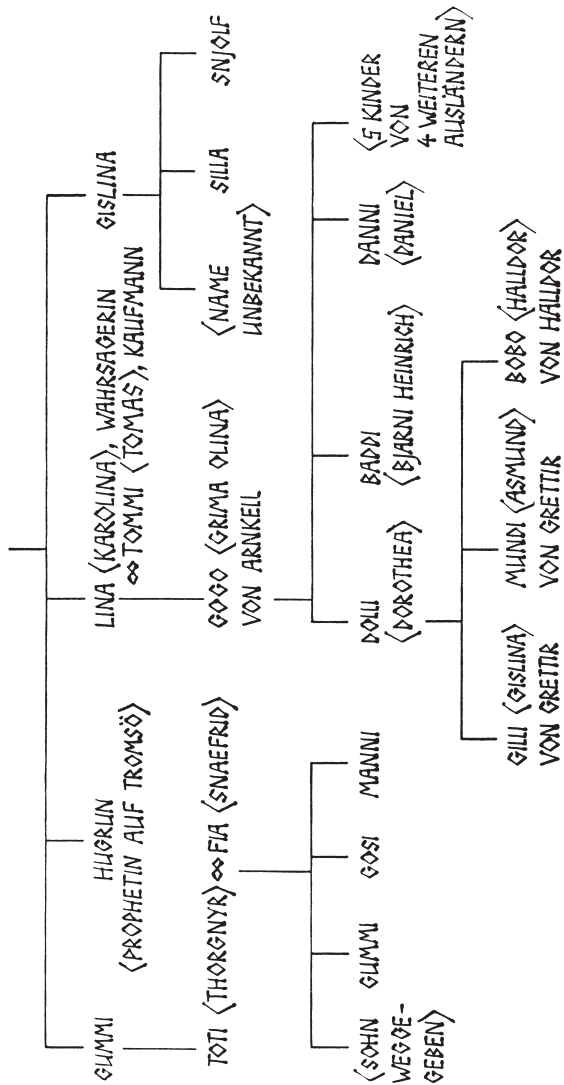 GUMMI
HUGRUN
(PROPHETIN AUF TROMSÖ)
LINA (KAROLINA), WAHRSAGERIN
∞ TOMMI (TOMAS), KAUFMANN
GISLINA
TOTI (THORGNYR) ∞ FIA (SNAEFRID)
GOGO (GRIMA OLINA)
VON ARNKELL
(NAME
UNBEKANNT)
SILLA
SNJOLF
(SOHN
WEGGE-
GEBEN)
GUMMI
GOSI
MANNI
DOLLI
(DOROTHEA)
BADDI
(BJARNI HEINRICH)
DANNI
(DANIEL)
(5 KINDER
VON
4 WEITEREN
AUSLÄNDERN)
GILLI (GISLINA)
VON GRETTIR
MUNDI (ASMUND)
VON GRETTIR
BOBO (HALLDOR)
VON HALLDOR